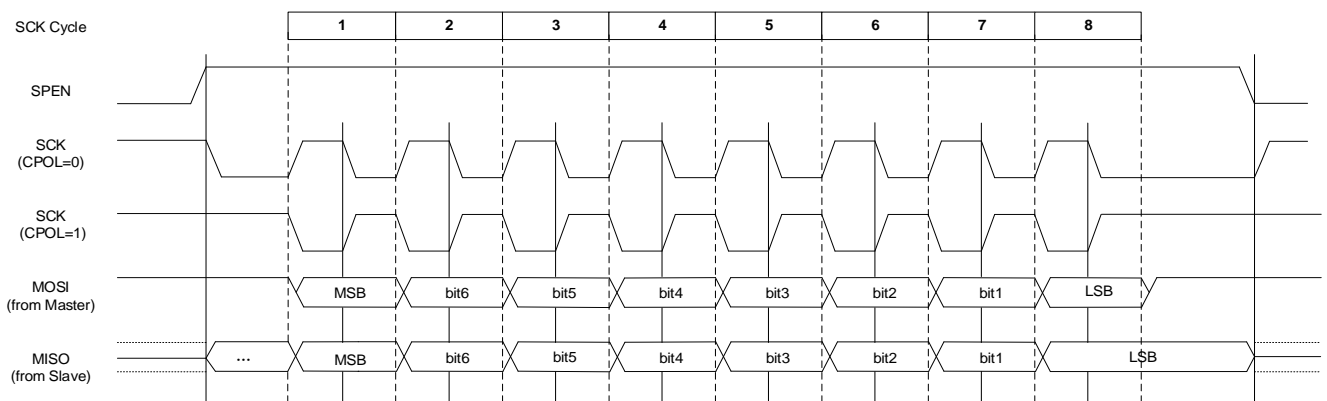 SCK Cycle 1 2 3 4 5 6 7 8
SPEN
SCK
(CPOL=0)
SCK
(CPOL=1)
MOSI
(from Master)
MSB bit6 bit5 bit4 bit3 bit2 bit1 LSB
MISO
(from Slave)
... MSB bit6 bit5 bit4 bit3 bit2 bit1 LSB